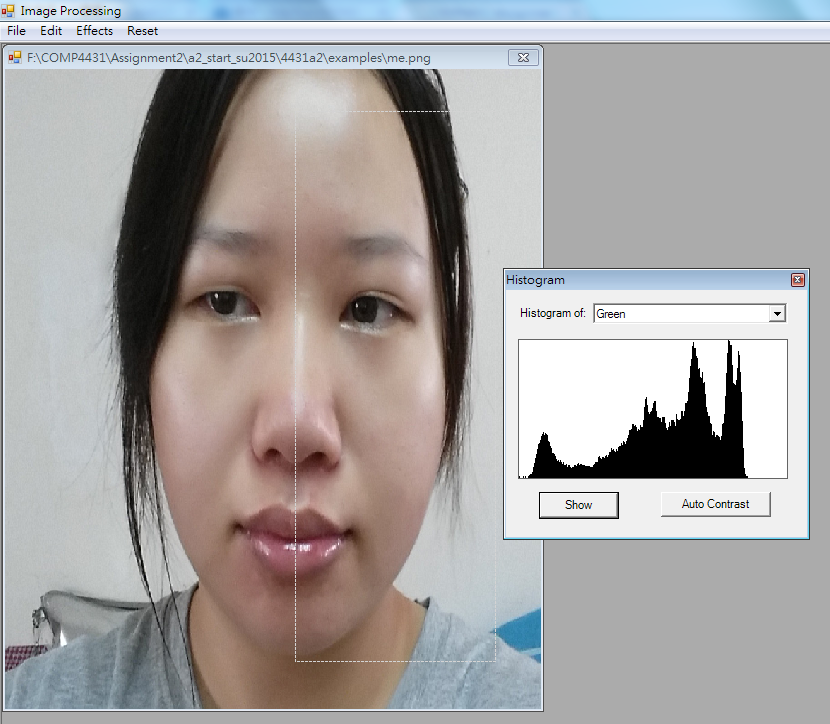 Image Processing
File Edit Effects Reset
F:\COMP4431\Assignment2\a2_start_su2015\4431a2\examples\me.png
Histogram
Histogram of: Green
Show Auto Contrast